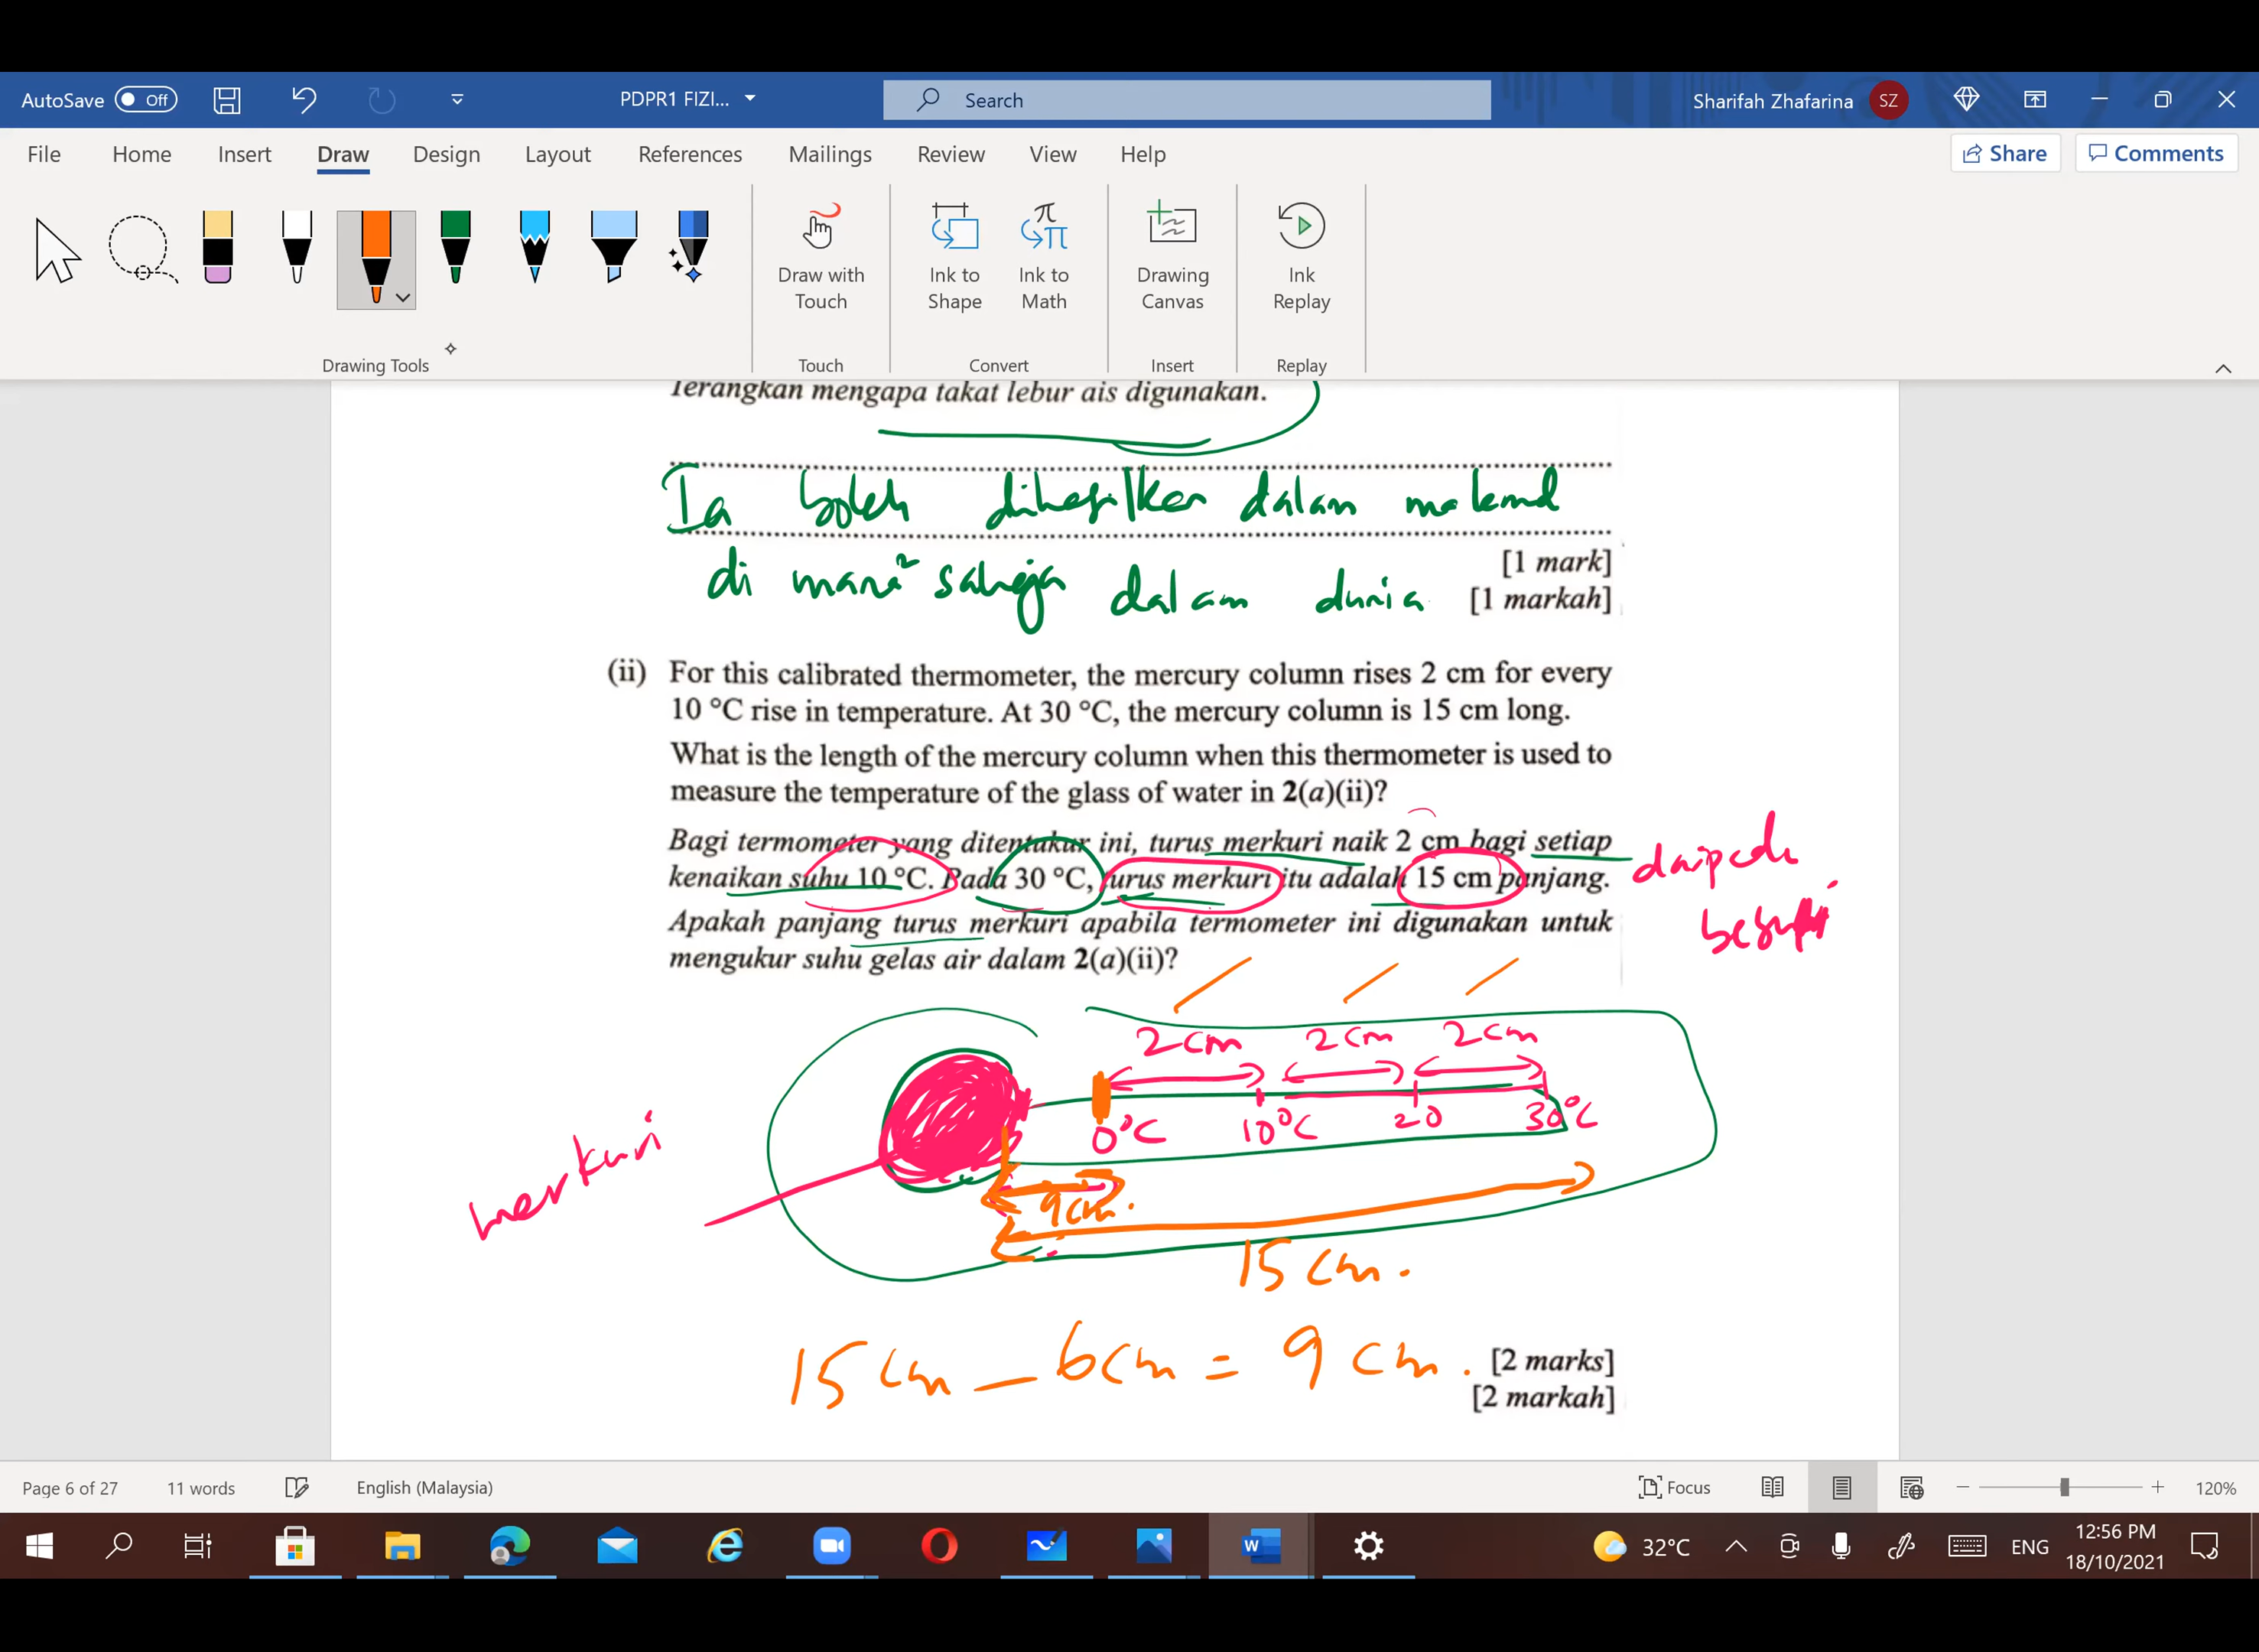 AutoSave Off PDPR1 FIZI... Search Sharifah Zhafarina SZ
File Home Insert Draw Design Layout References Mailings Review View Help Share Comments
Draw with Touch
Ink to Shape
Ink to Math
Drawing Canvas
Ink Replay
Drawing Tools Touch Convert Insert Replay
Terangkan mengapa takat lebur ais digunakan.
Ia boleh dihasilkan dalam makmal
di mana² sahaja dalam dunia
[1 mark]
[1 markah]
(ii) For this calibrated thermometer, the mercury column rises 2 cm for every
10 °C rise in temperature. At 30 °C, the mercury column is 15 cm long.
What is the length of the mercury column when this thermometer is used to
measure the temperature of the glass of water in 2(a)(ii)?
Bagi termometer yang ditentukur ini, turus merkuri naik 2 cm bagi setiap
kenaikan suhu 10 °C. Pada 30 °C, turus merkuri itu adalah 15 cm panjang.
Apakah panjang turus merkuri apabila termometer ini digunakan untuk
mengukur suhu gelas air dalam 2(a)(ii)?
daripada
2cm 2cm 2cm
0°C 10°C 20 30°C
merkuri
9cm.
15 cm.
15 cm - 6 cm = 9 cm.
[2 marks]
[2 markah]
Page 6 of 27 11 words English (Malaysia) Focus 120%
32°C ENG 12:56 PM
18/10/2021